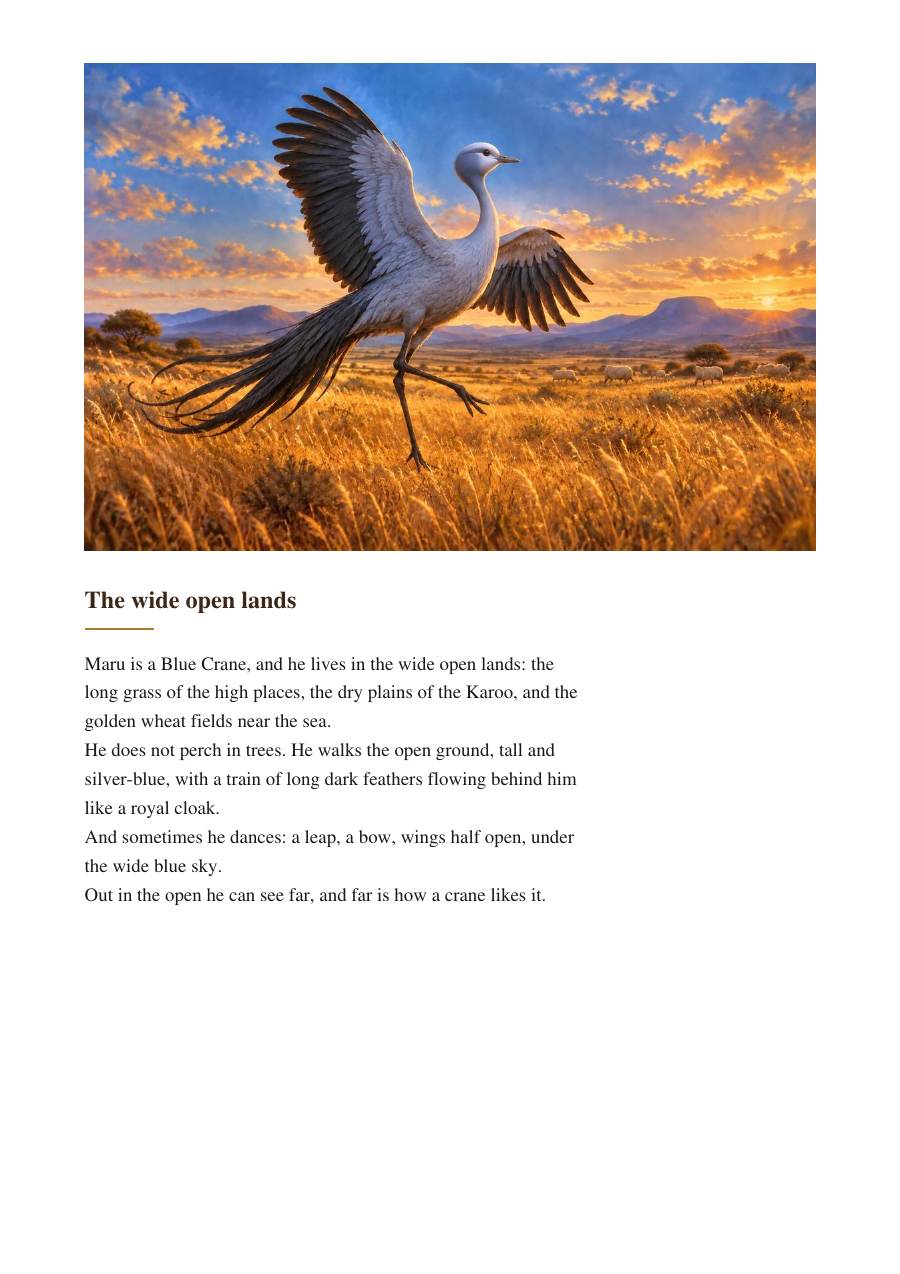 The wide open lands
Maru is a Blue Crane, and he lives in the wide open lands: the
long grass of the high places, the dry plains of the Karoo, and the
golden wheat fields near the sea.
He does not perch in trees. He walks the open ground, tall and
silver-blue, with a train of long dark feathers flowing behind him
like a royal cloak.
And sometimes he dances: a leap, a bow, wings half open, under
the wide blue sky.
Out in the open he can see far, and far is how a crane likes it.